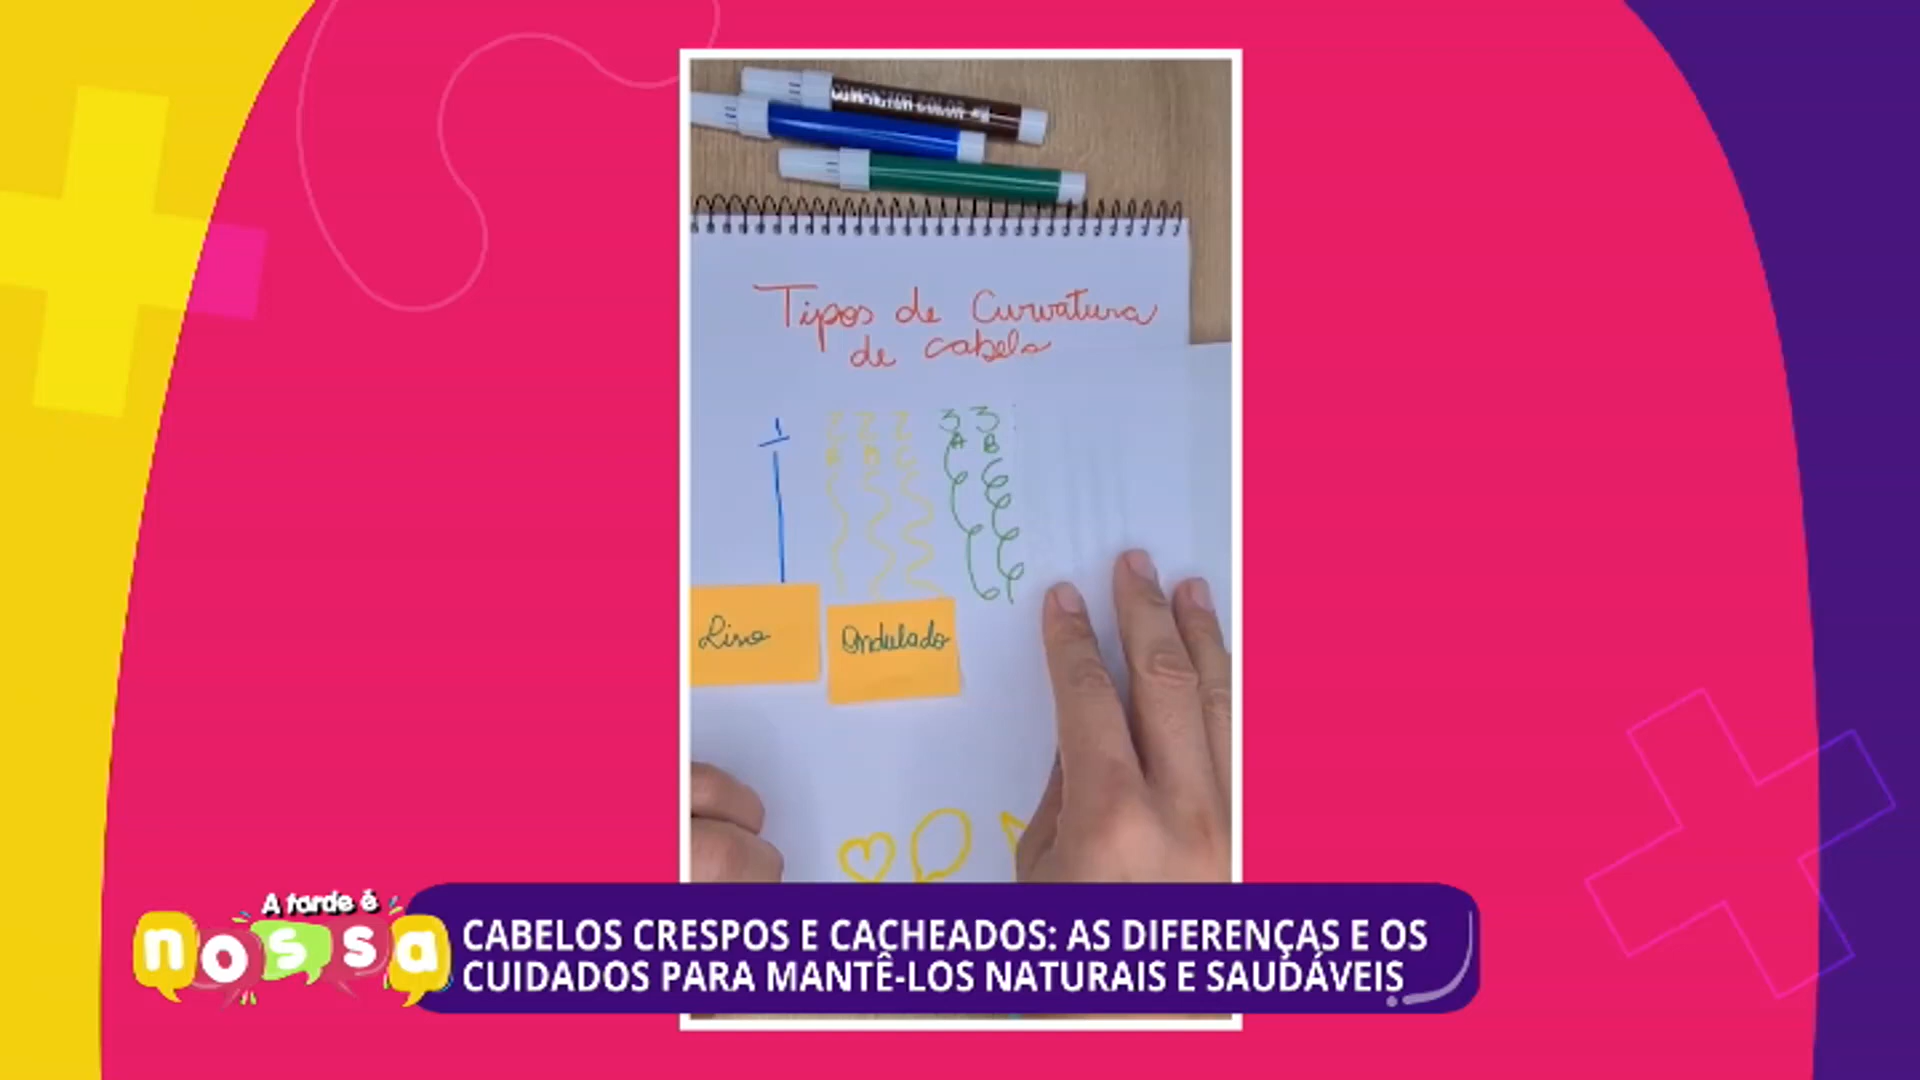 Tipos de Curvatura
de cabelo
1 2 2 2 3 3
A B C A B
Liso
Ondulado
A tarde é
nossa
CABELOS CRESPOS E CACHEADOS: AS DIFERENÇAS E OS
CUIDADOS PARA MANTÊ-LOS NATURAIS E SAUDÁVEIS